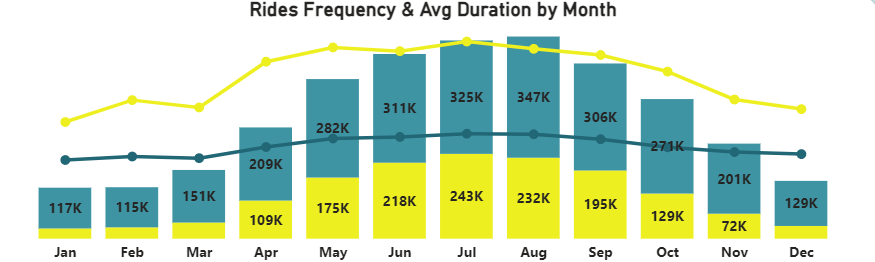 Rides Frequency & Avg Duration by Month
347K
325K
311K
306K
282K
271K
209K
201K
151K
117K
115K
129K
243K
232K
218K
195K
175K
129K
109K
72K
Jan Feb Mar Apr May Jun Jul Aug Sep Oct Nov Dec